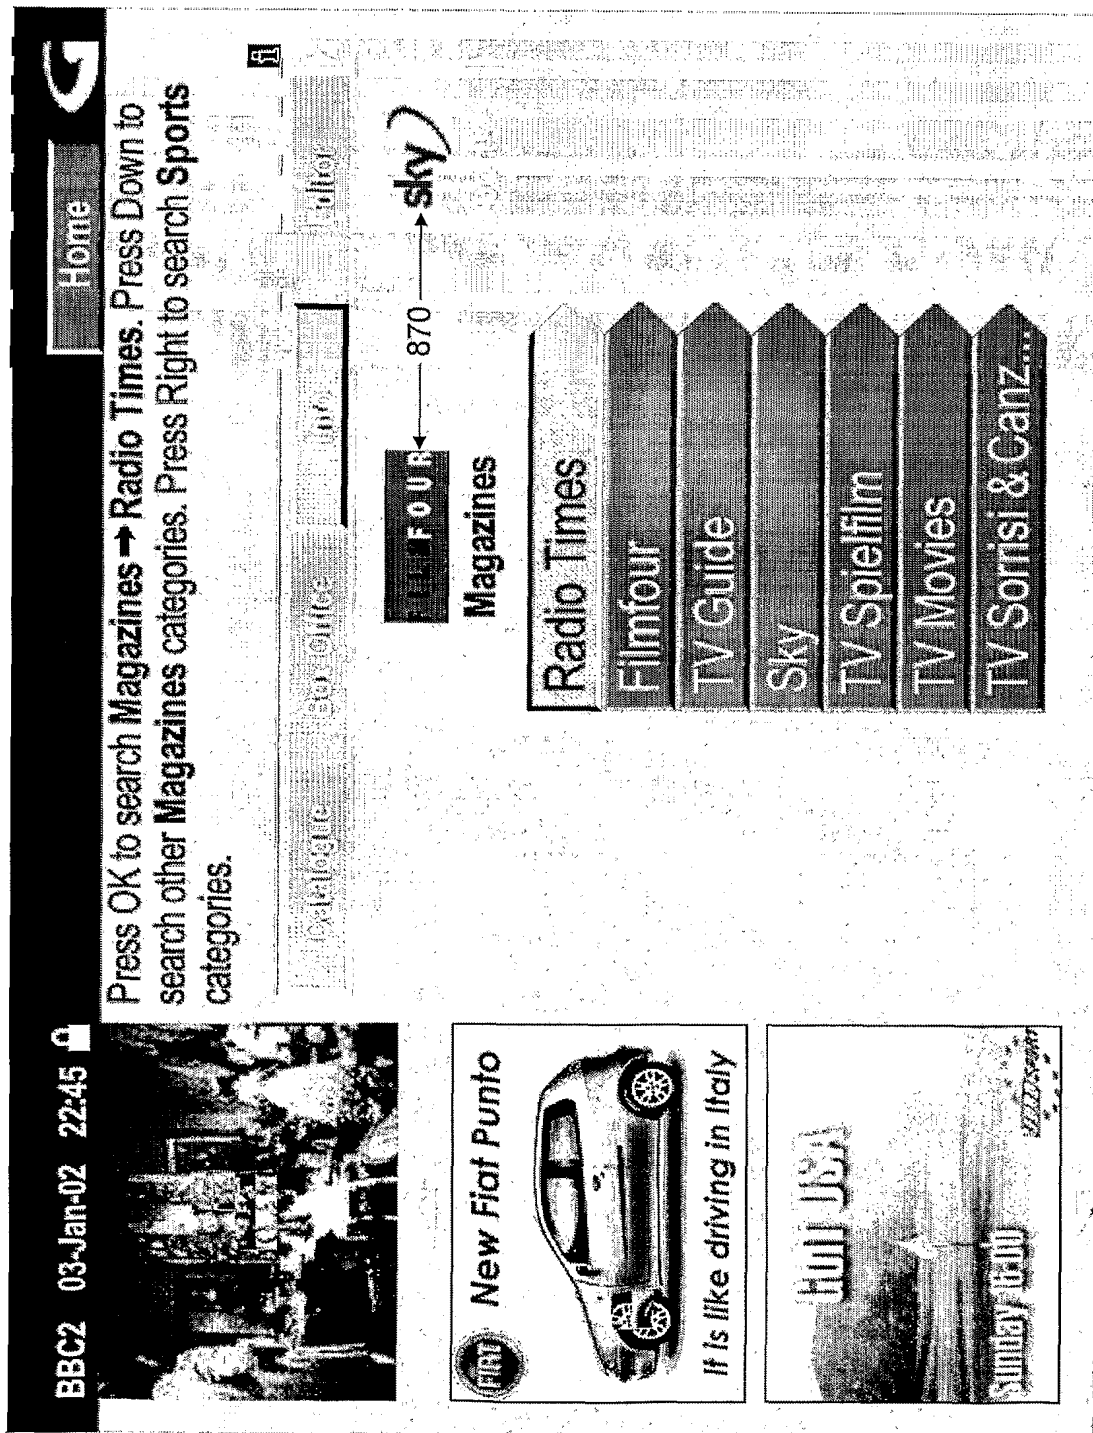 BBC2 03-Jan-02 22:45
Home
Press OK to search Magazines ➞ Radio Times. Press Down to
search other Magazines categories. Press Right to search Sports
categories.
Box Office
FOUR
870
sky
Magazines
Radio Times
Filmfour
TV Guide
Sky
TV Spielfilm
TV Movies
TV Sorrisi & Canz....
FIAT
New Fiat Punto
It is like driving in Italy